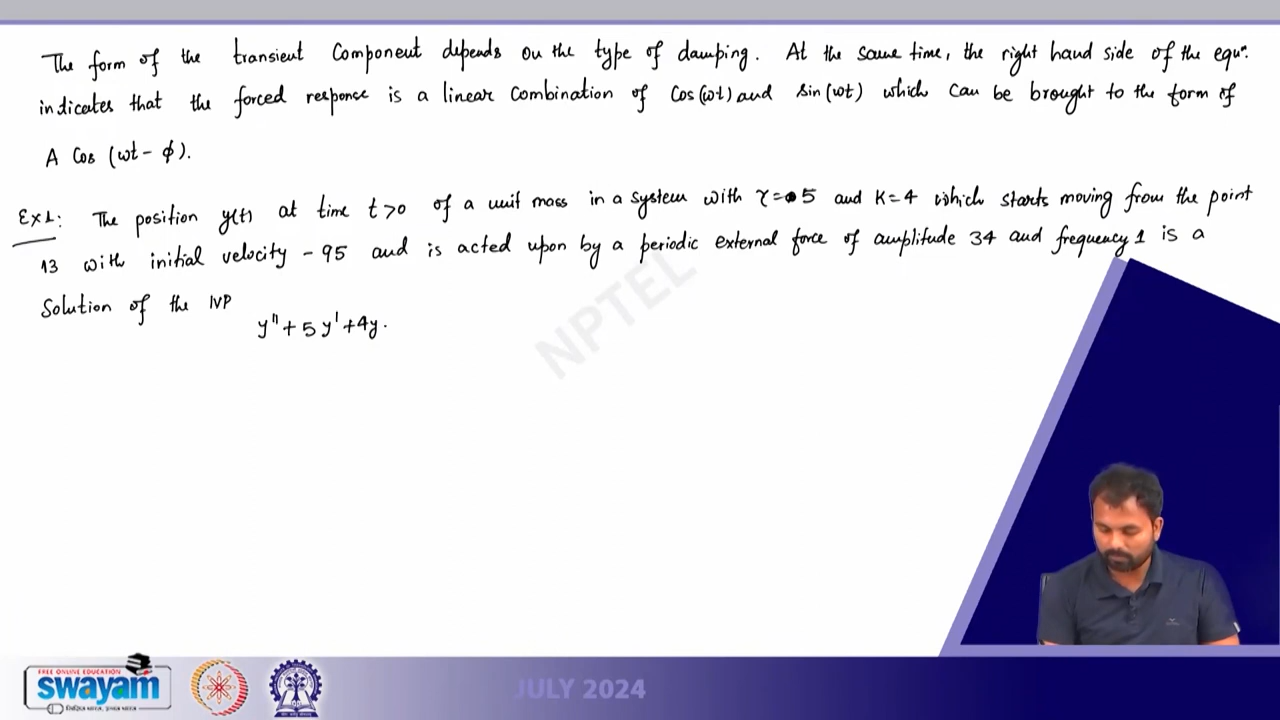 The form of the transient Component depends on the type of damping. At the same time, the right hand side of the equⁿ.
indicates that the forced response is a linear Combination of Cos(ωt) and sin(ωt) which Can be brought to the form of
A Cos (ωt - ϕ).
Ex1: The position y(t) at time t>0 of a unit mass in a system with γ=5 and K=4 which starts moving from the point
13 with initial velocity -95 and is acted upon by a periodic external force of amplitude 34 and frequency 1 is a
Solution of the IVP
y"+5y'+4y.
NPTEL
FREE ONLINE EDUCATION
swayam
JULY 2024